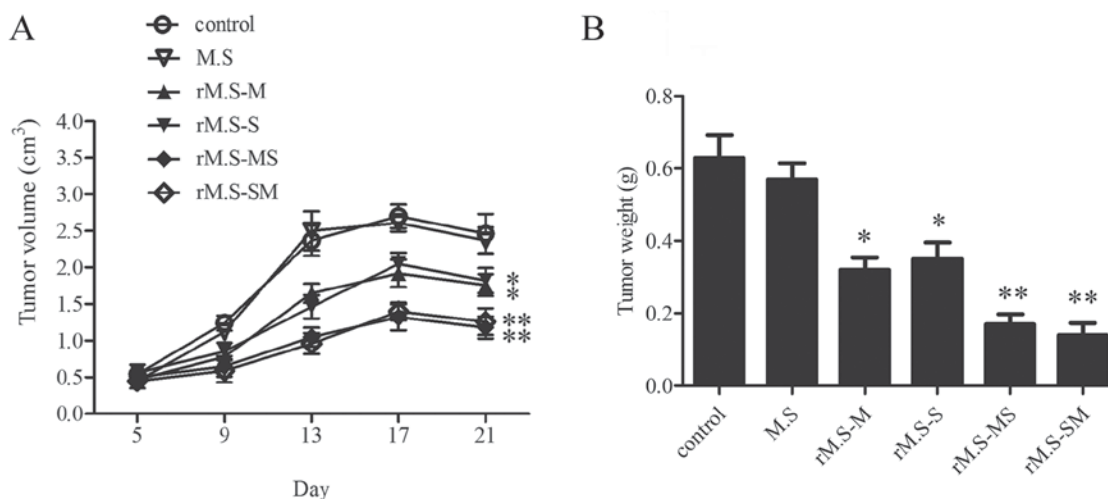 A
control
M.S
rM.S-M
rM.S-S
rM.S-MS
rM.S-SM
Tumor volume (cm³)
4.0
3.5
3.0
2.5
2.0
1.5
1.0
0.5
0.0
*
*
**
**
5 9 13 17 21
Day
B
Tumor weight (g)
0.8
0.6
0.4
0.2
0.0
* * ** **
control M.S rM.S-M rM.S-S rM.S-MS rM.S-SM